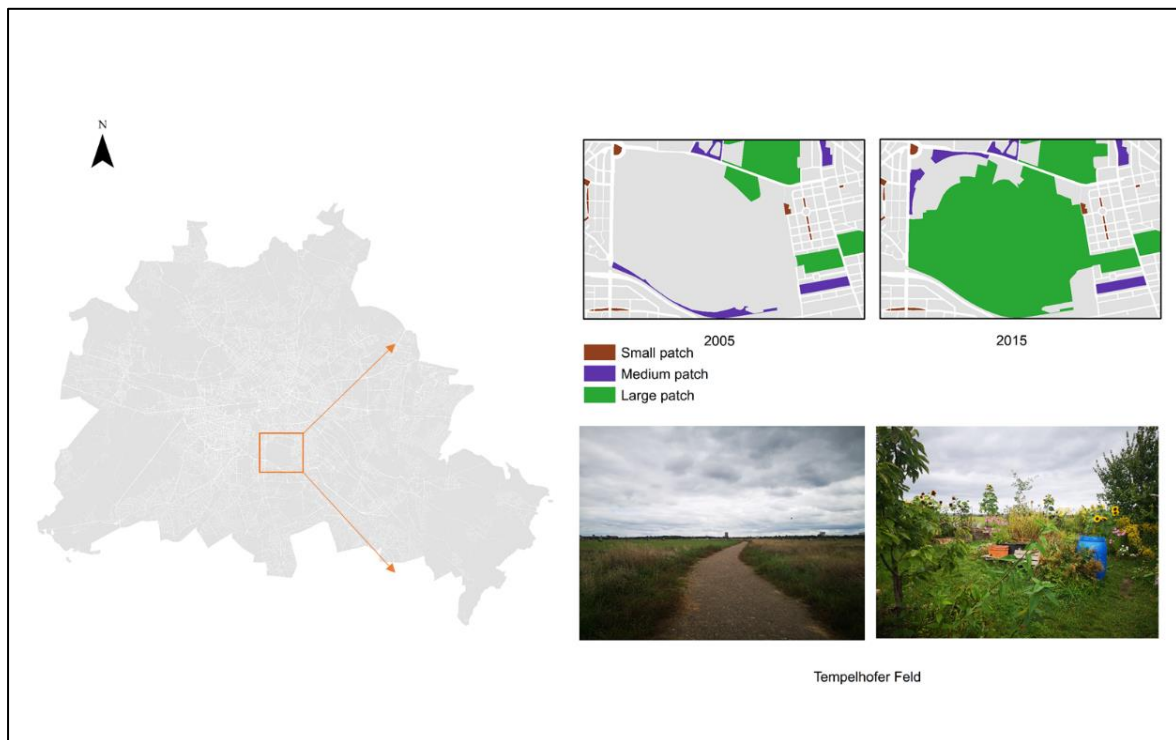 N
2005
2015
Small patch
Medium patch
Large patch
Tempelhofer Feld